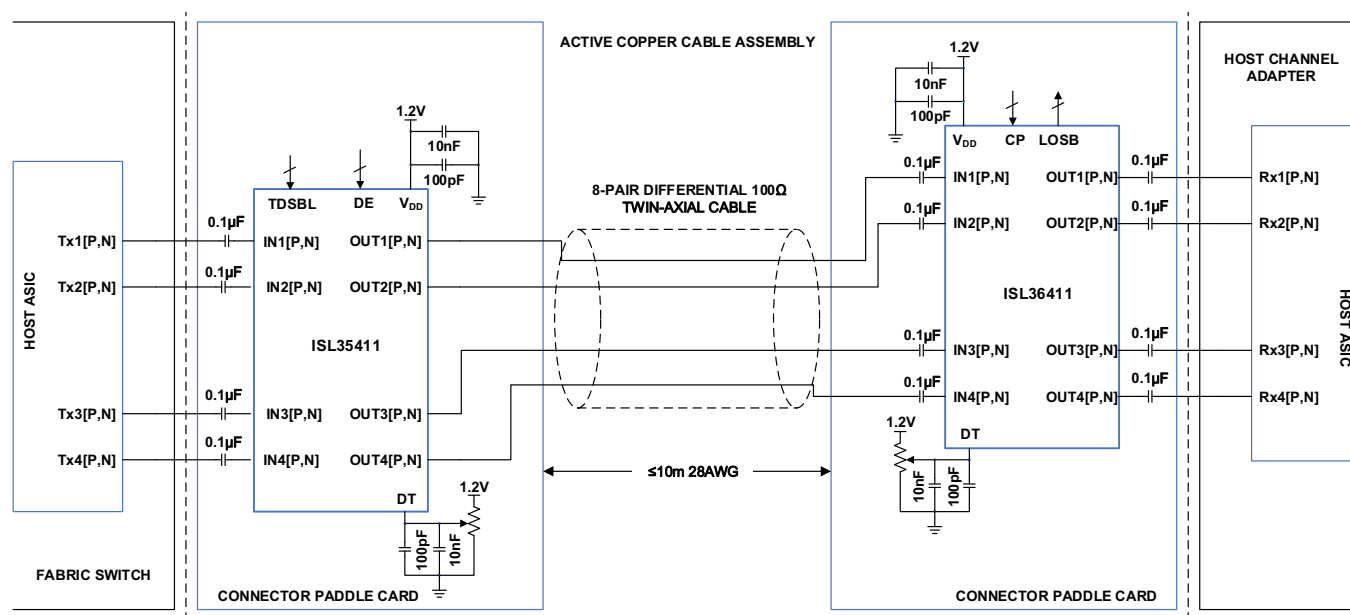 ACTIVE COPPER CABLE ASSEMBLY
HOST CHANNEL
ADAPTER
FABRIC SWITCH
HOST ASIC
Tx1[P,N]
Tx2[P,N]
Tx3[P,N]
Tx4[P,N]
0.1µF
0.1µF
0.1µF
0.1µF
1.2V
10nF
100pF
TDSBL
DE
VDD
IN1[P,N]
OUT1[P,N]
IN2[P,N]
OUT2[P,N]
ISL35411
IN3[P,N]
OUT3[P,N]
IN4[P,N]
OUT4[P,N]
DT
1.2V
100pF
10nF
CONNECTOR PADDLE CARD
8-PAIR DIFFERENTIAL 100Ω
TWIN-AXIAL CABLE
≤10m 28AWG
1.2V
10nF
100pF
VDD
CP
LOSB
0.1µF
0.1µF
0.1µF
0.1µF
IN1[P,N]
OUT1[P,N]
IN2[P,N]
OUT2[P,N]
ISL36411
IN3[P,N]
OUT3[P,N]
IN4[P,N]
OUT4[P,N]
DT
1.2V
10nF
100pF
0.1µF
0.1µF
0.1µF
0.1µF
CONNECTOR PADDLE CARD
Rx1[P,N]
Rx2[P,N]
Rx3[P,N]
Rx4[P,N]
HOST ASIC